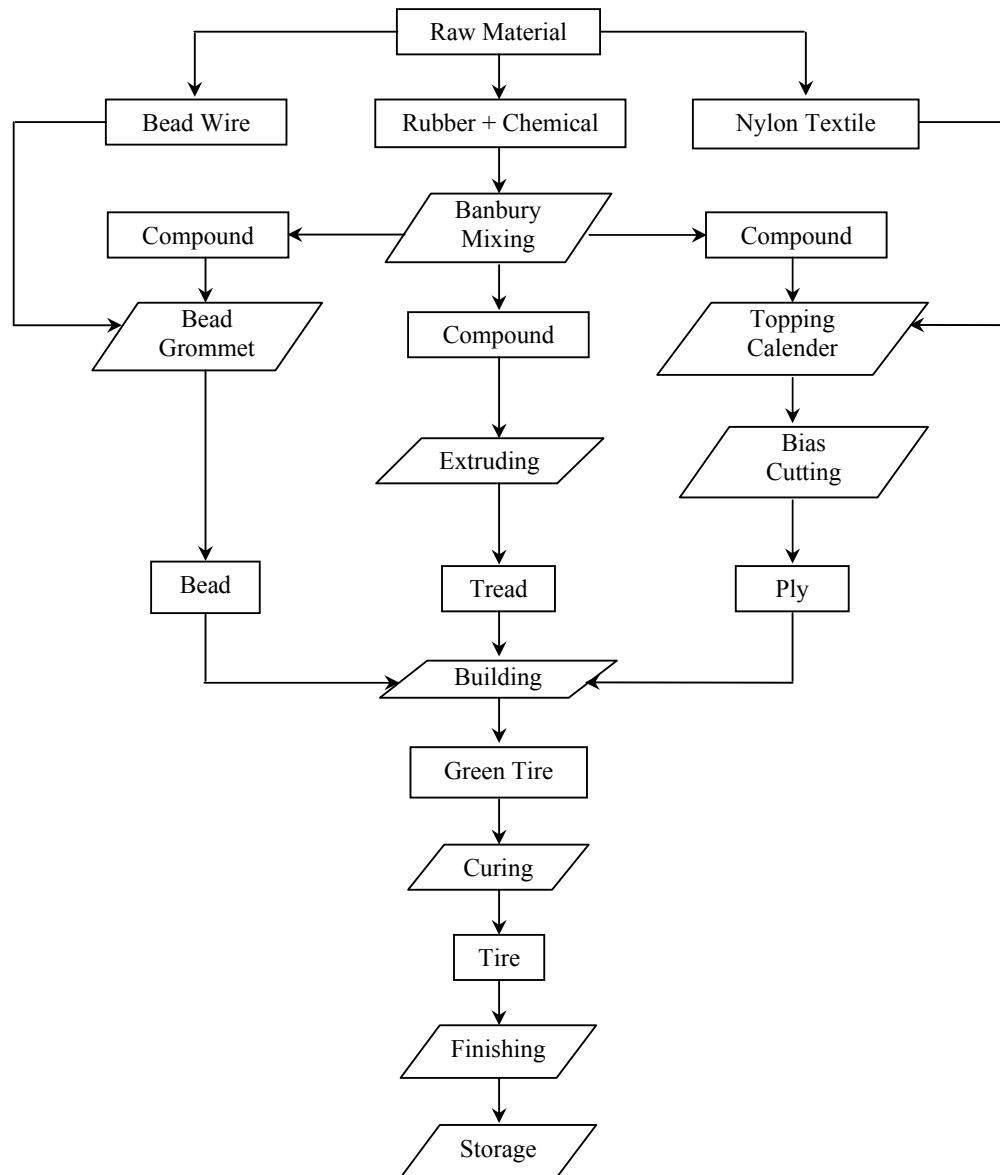 Raw Material
Bead Wire
Rubber + Chemical
Nylon Textile
Banbury
Mixing
Compound
Compound
Bead
Grommet
Compound
Topping
Calender
Extruding
Bias
Cutting
Bead
Tread
Ply
Building
Green Tire
Curing
Tire
Finishing
Storage